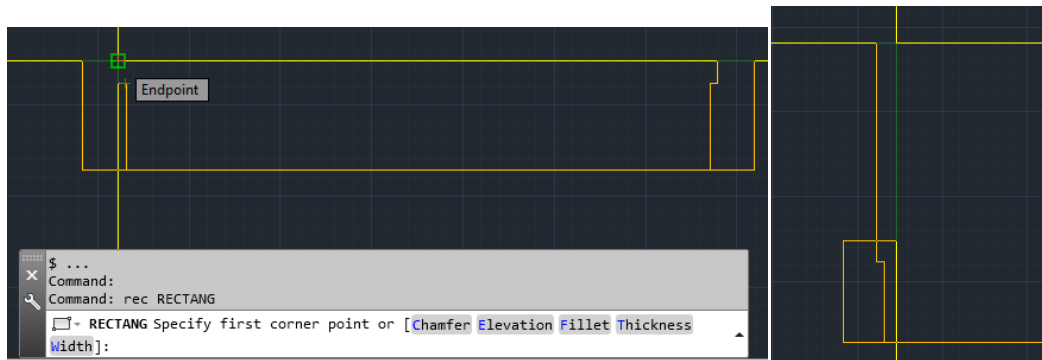 Endpoint
$ ...
Command:
Command: rec RECTANG
RECTANG Specify first corner point or [Chamfer Elevation Fillet Thickness
Width]: